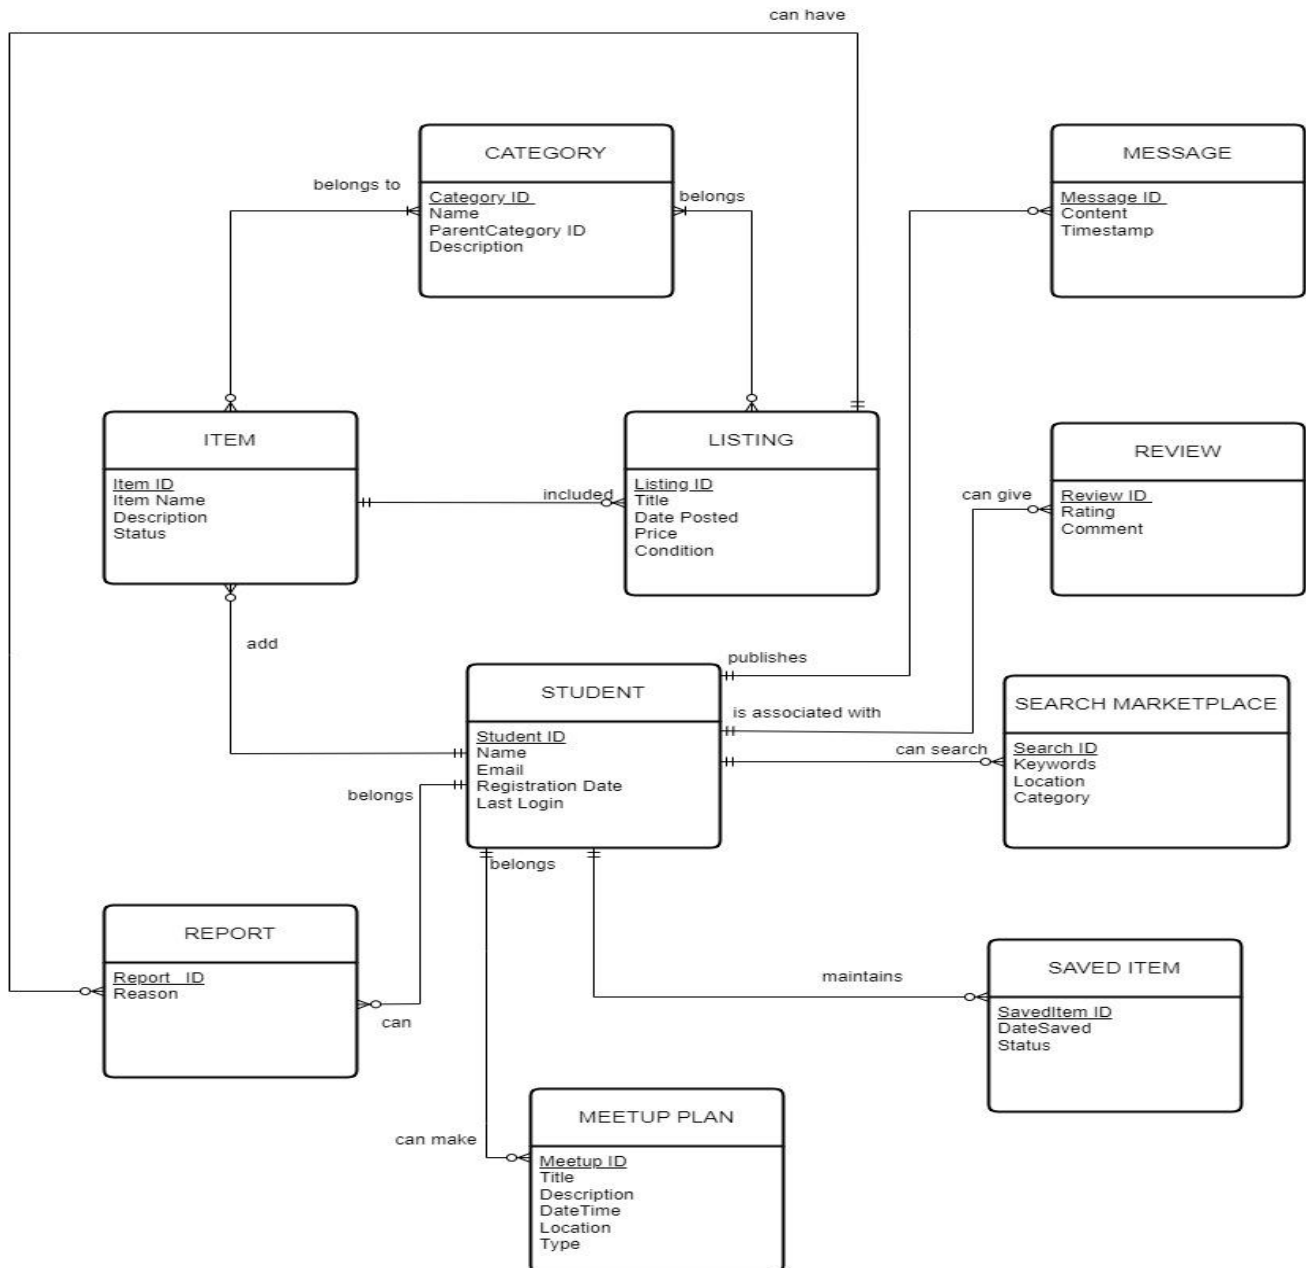 can have
CATEGORY
Category ID
Name
ParentCategory ID
Description
belongs to
belongs
MESSAGE
Message ID
Content
Timestamp
ITEM
Item ID
Item Name
Description
Status
included
LISTING
Listing ID
Title
Date Posted
Price
Condition
can give
REVIEW
Review ID
Rating
Comment
add
publishes
is associated with
can search
STUDENT
Student ID
Name
Email
Registration Date
Last Login
SEARCH MARKETPLACE
Search ID
Keywords
Location
Category
belongs
belongs
REPORT
Report ID
Reason
can
maintains
SAVED ITEM
SavedItem ID
DateSaved
Status
can make
MEETUP PLAN
Meetup ID
Title
Description
DateTime
Location
Type